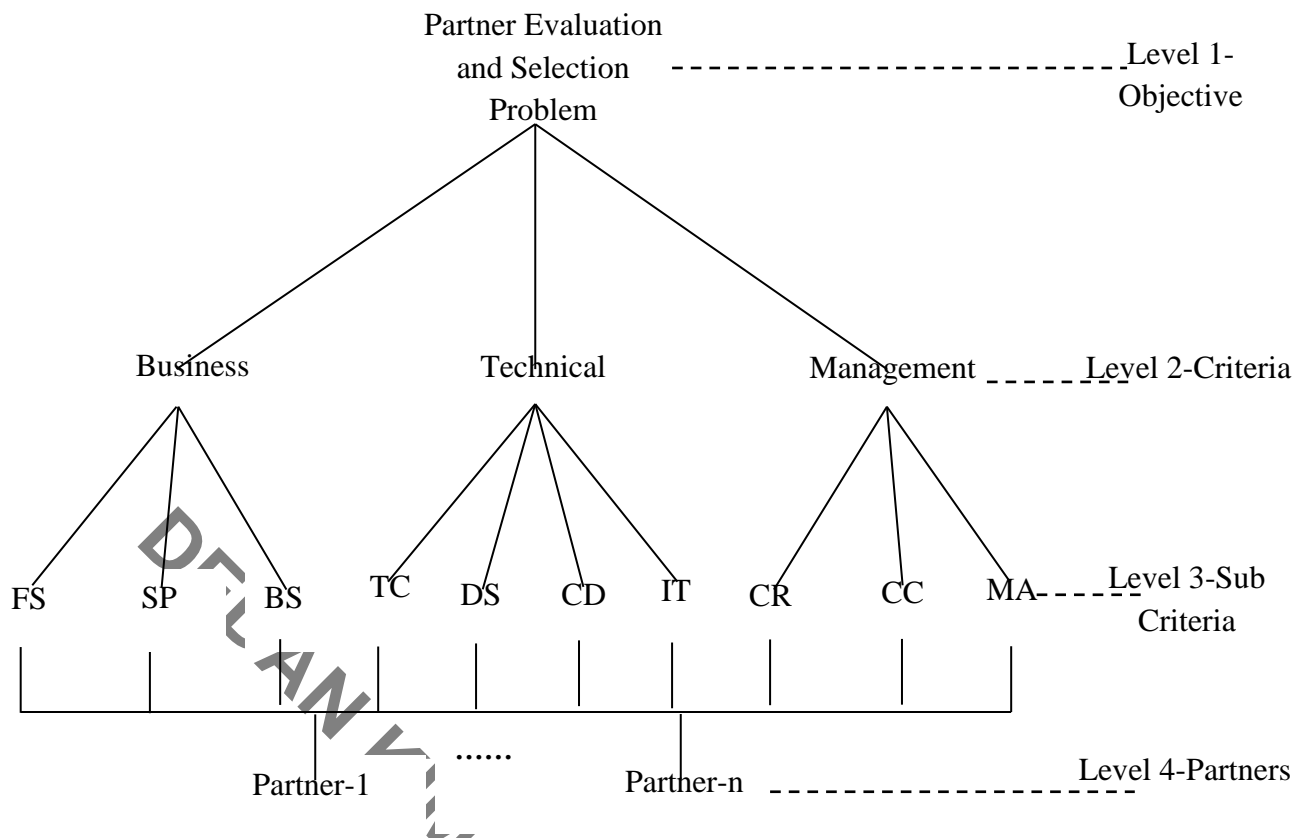 Partner Evaluation
and Selection
Problem
Level 1-
Objective
Business
Technical
Management
Level 2-Criteria
FS
SP
BS
TC
DS
CD
IT
CR
CC
MA
Level 3-Sub
Criteria
......
Partner-1
Partner-n
Level 4-Partners